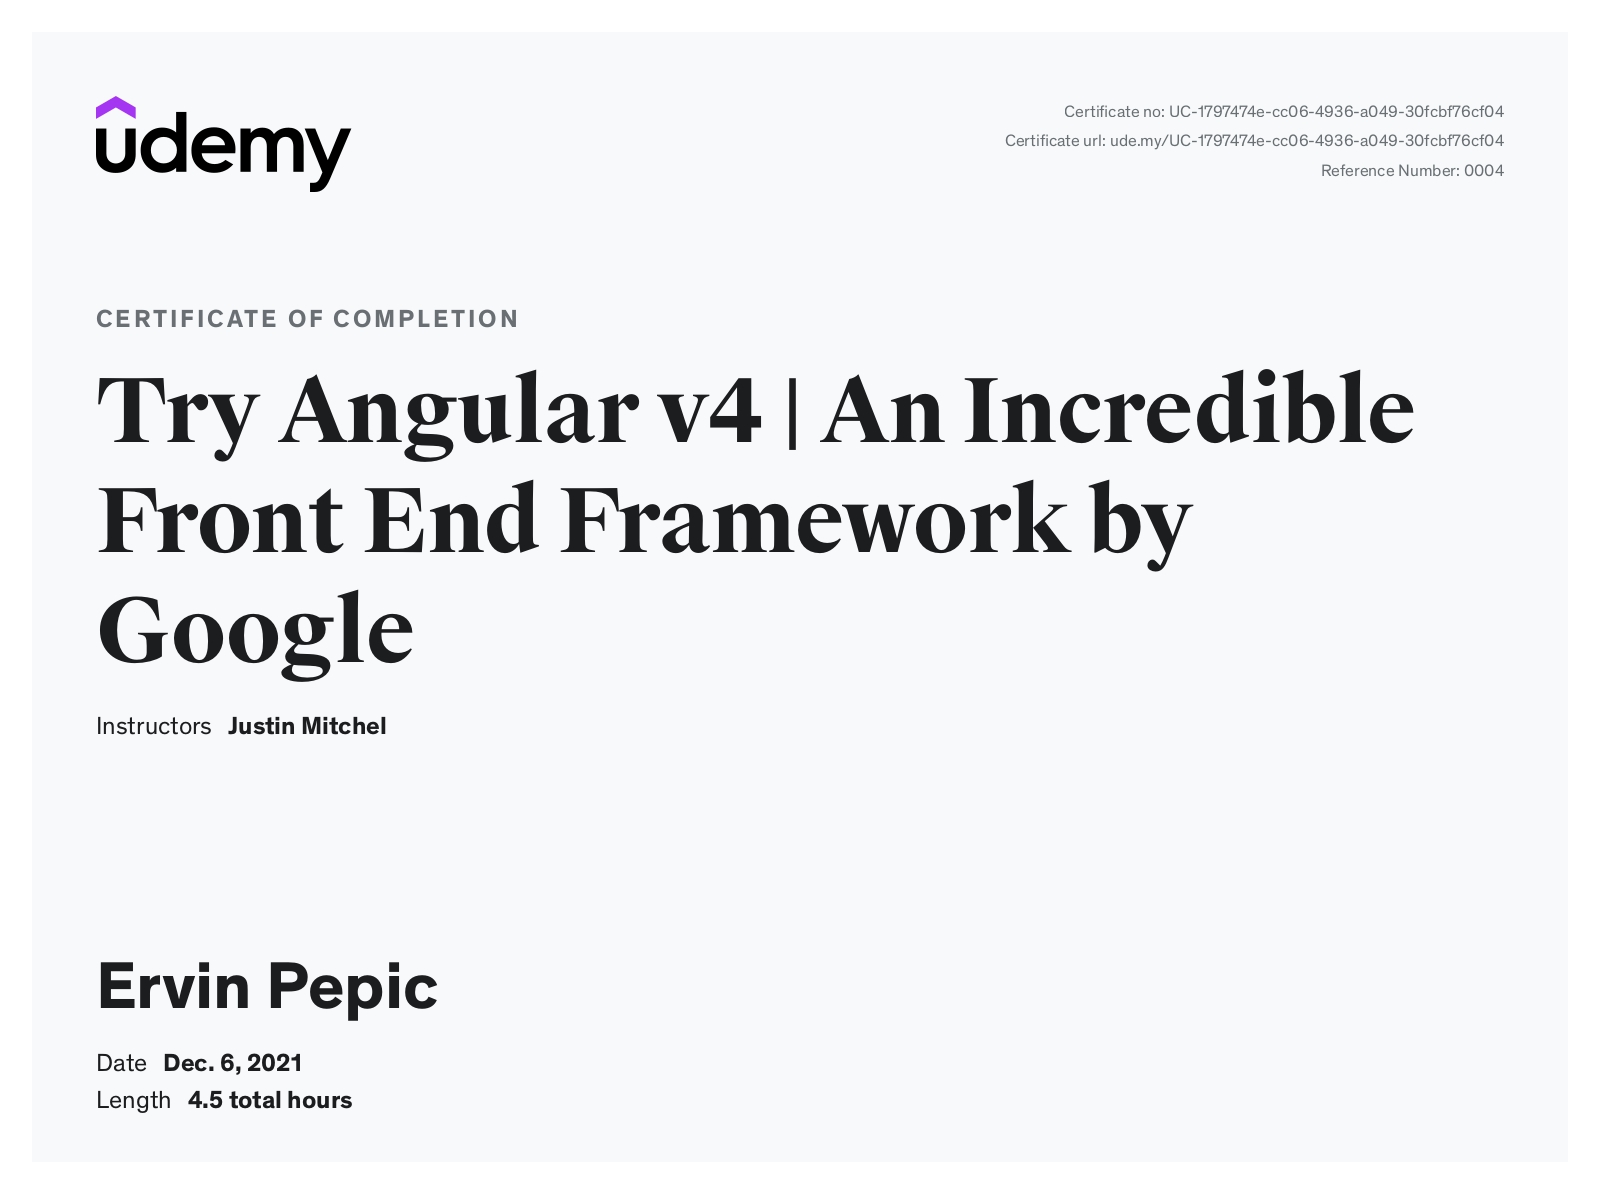 udemy
Certificate no: UC-1797474e-cc06-4936-a049-30fcbf76cf04
Certificate url: ude.my/UC-1797474e-cc06-4936-a049-30fcbf76cf04
Reference Number: 0004
CERTIFICATE OF COMPLETION
Try Angular v4 | An Incredible
Front End Framework by
Google
Instructors Justin Mitchel
Ervin Pepic
Date Dec. 6, 2021
Length 4.5 total hours